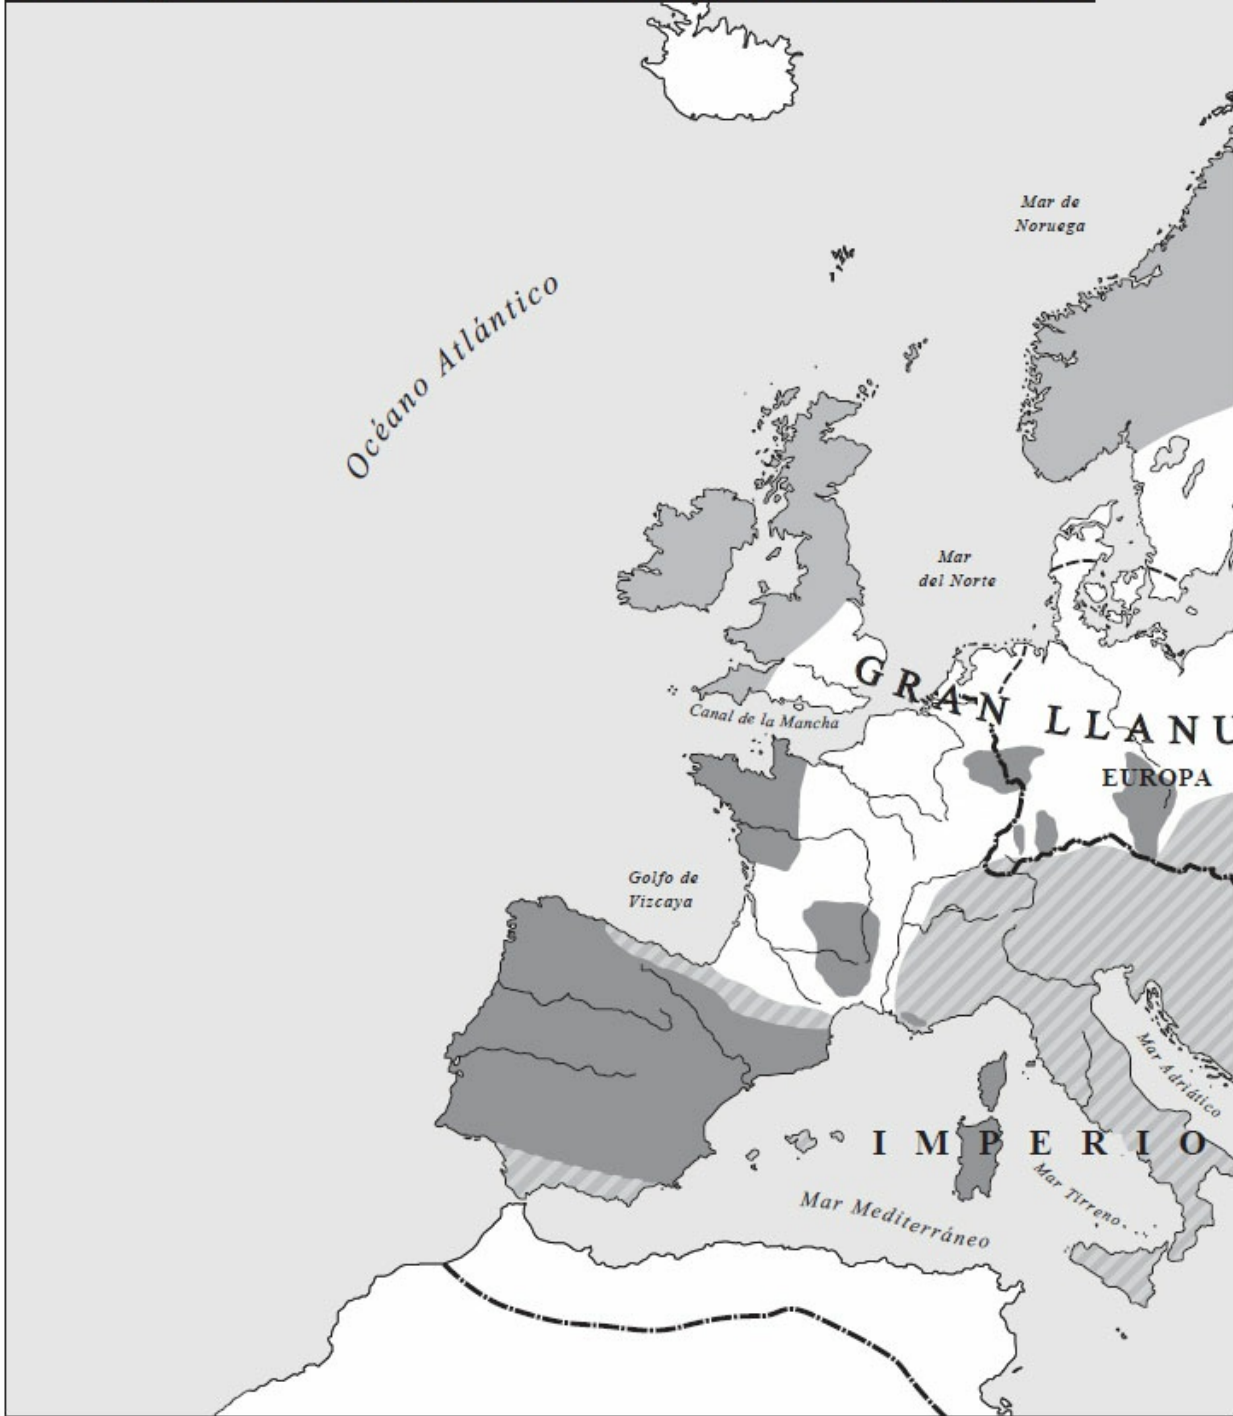 Mar de
Noruega
Océano Atlántico
Mar
del Norte
GRAN LLANU
Canal de la Mancha
EUROPA
Golfo de
Vizcaya
Mar Adriático
IMPERIO
Mar Tirreno
Mar Mediterráneo